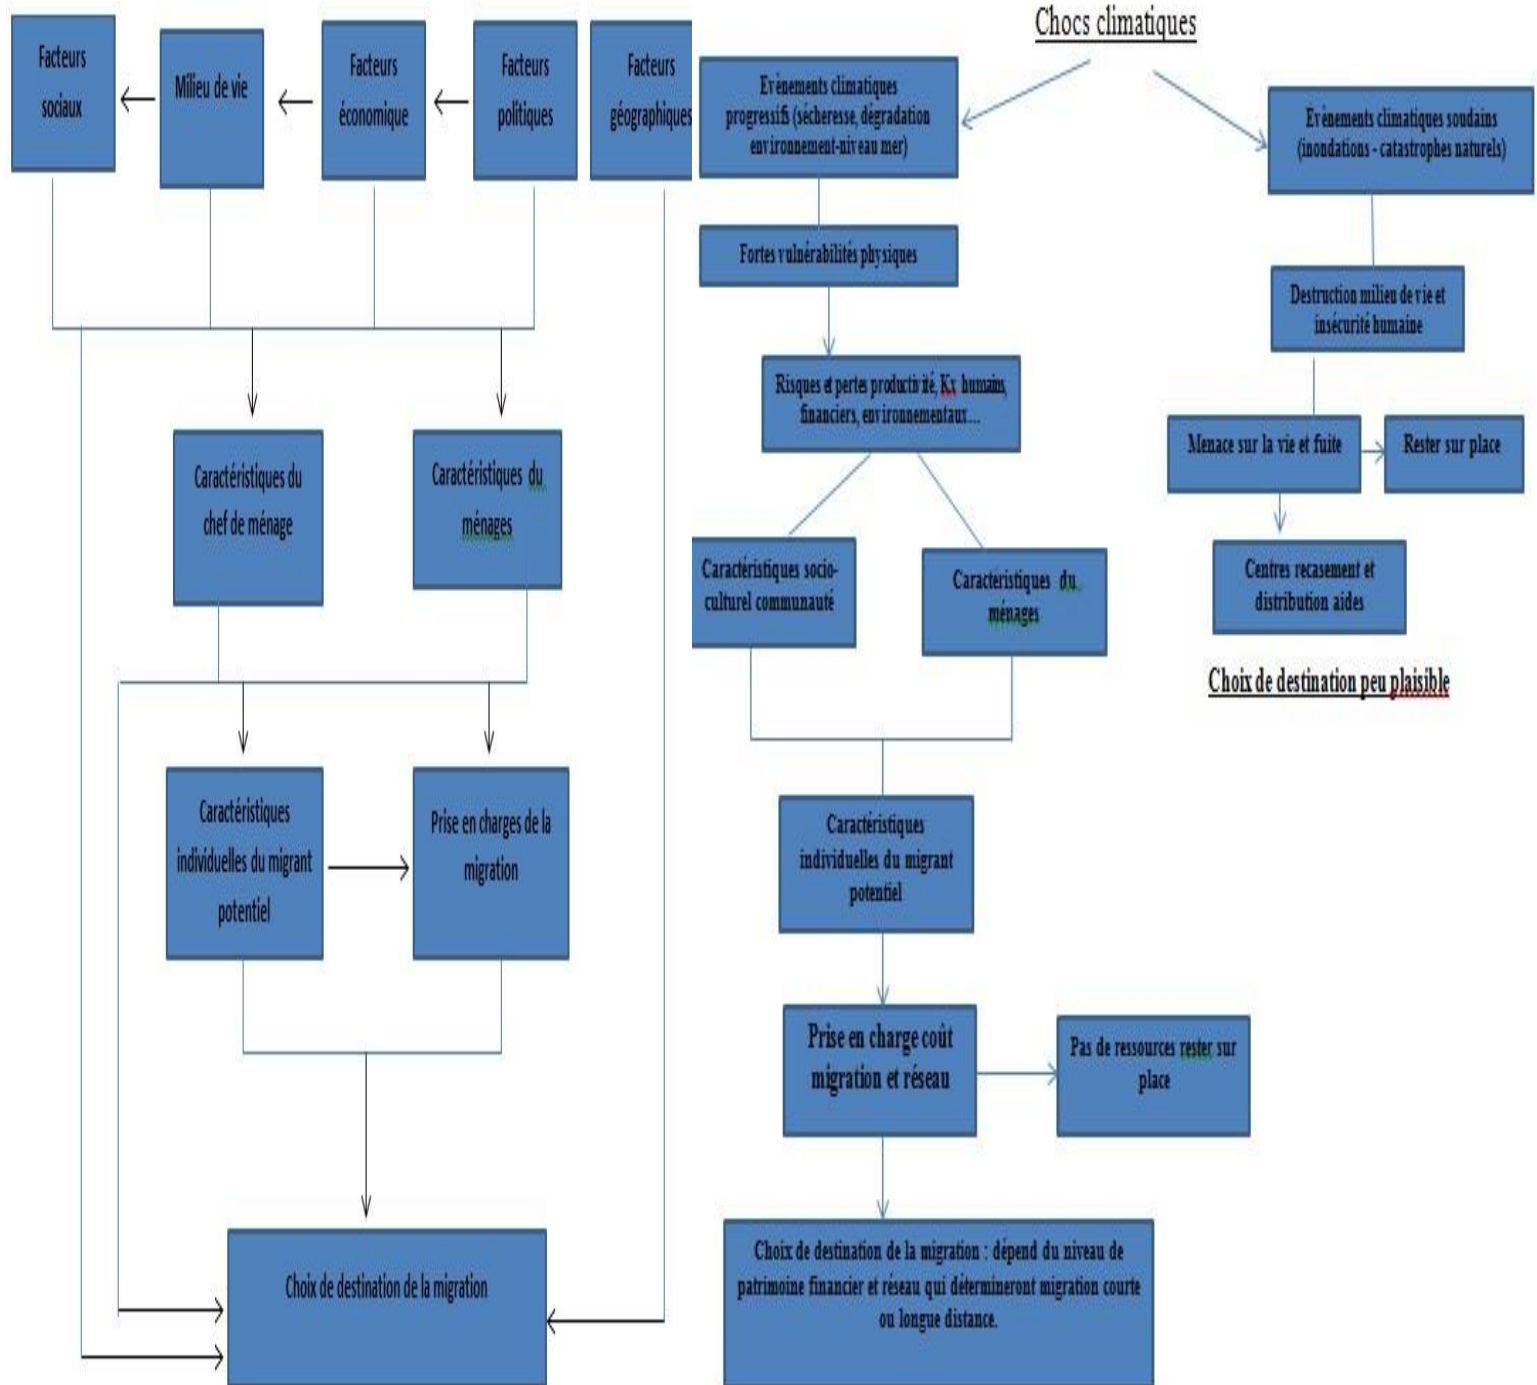 Facteurs
sociaux
Milieu de vie
Facteurs
économique
Facteurs
politiques
Facteurs
géographiques
Caractéristiques du
chef de ménage
Caractéristiques du
ménages
Caractéristiques
individuelles du migrant
potentiel
Prise en charges de la
migration
Choix de destination de la migration
Chocs climatiques
Evènements climatiques
progressifs (sécheresse, dégradation
environnement-niveau mer)
Evènements climatiques soudains
(inondations - catastrophes naturels)
Fortes vulnérabilités physiques
Destruction milieu de vie et
insécurité humaine
Risques et pertes productivité, Kx humains,
financiers, environnementaux...
Menace sur la vie et fuite
Rester sur place
Caractéristiques socio-
culturel communauté
Caractéristiques du
ménages
Centres recasement et
distribution aides
Choix de destination peu plaisible
Caractéristiques
individuelles du migrant
potentiel
Prise en charge coût
migration et réseau
Pas de ressources rester sur
place
Choix de destination de la migration : dépend du niveau de
patrimoine financier et réseau qui détermineront migration courte
ou longue distance.